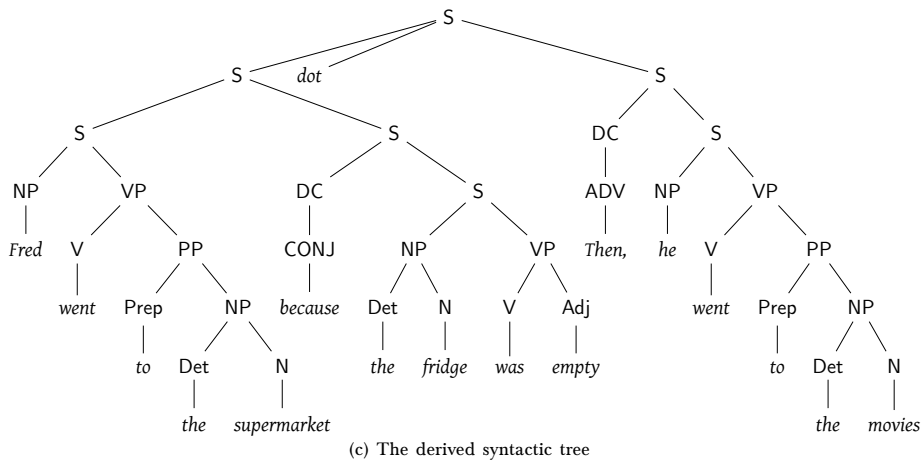 S
S dot S
S S DC S
NP VP DC S ADV NP VP
Fred V PP CONJ NP VP Then, he V PP
went Prep NP because Det N V Adj went Prep NP
to Det N the fridge was empty to Det N
the supermarket the movies
(c) The derived syntactic tree